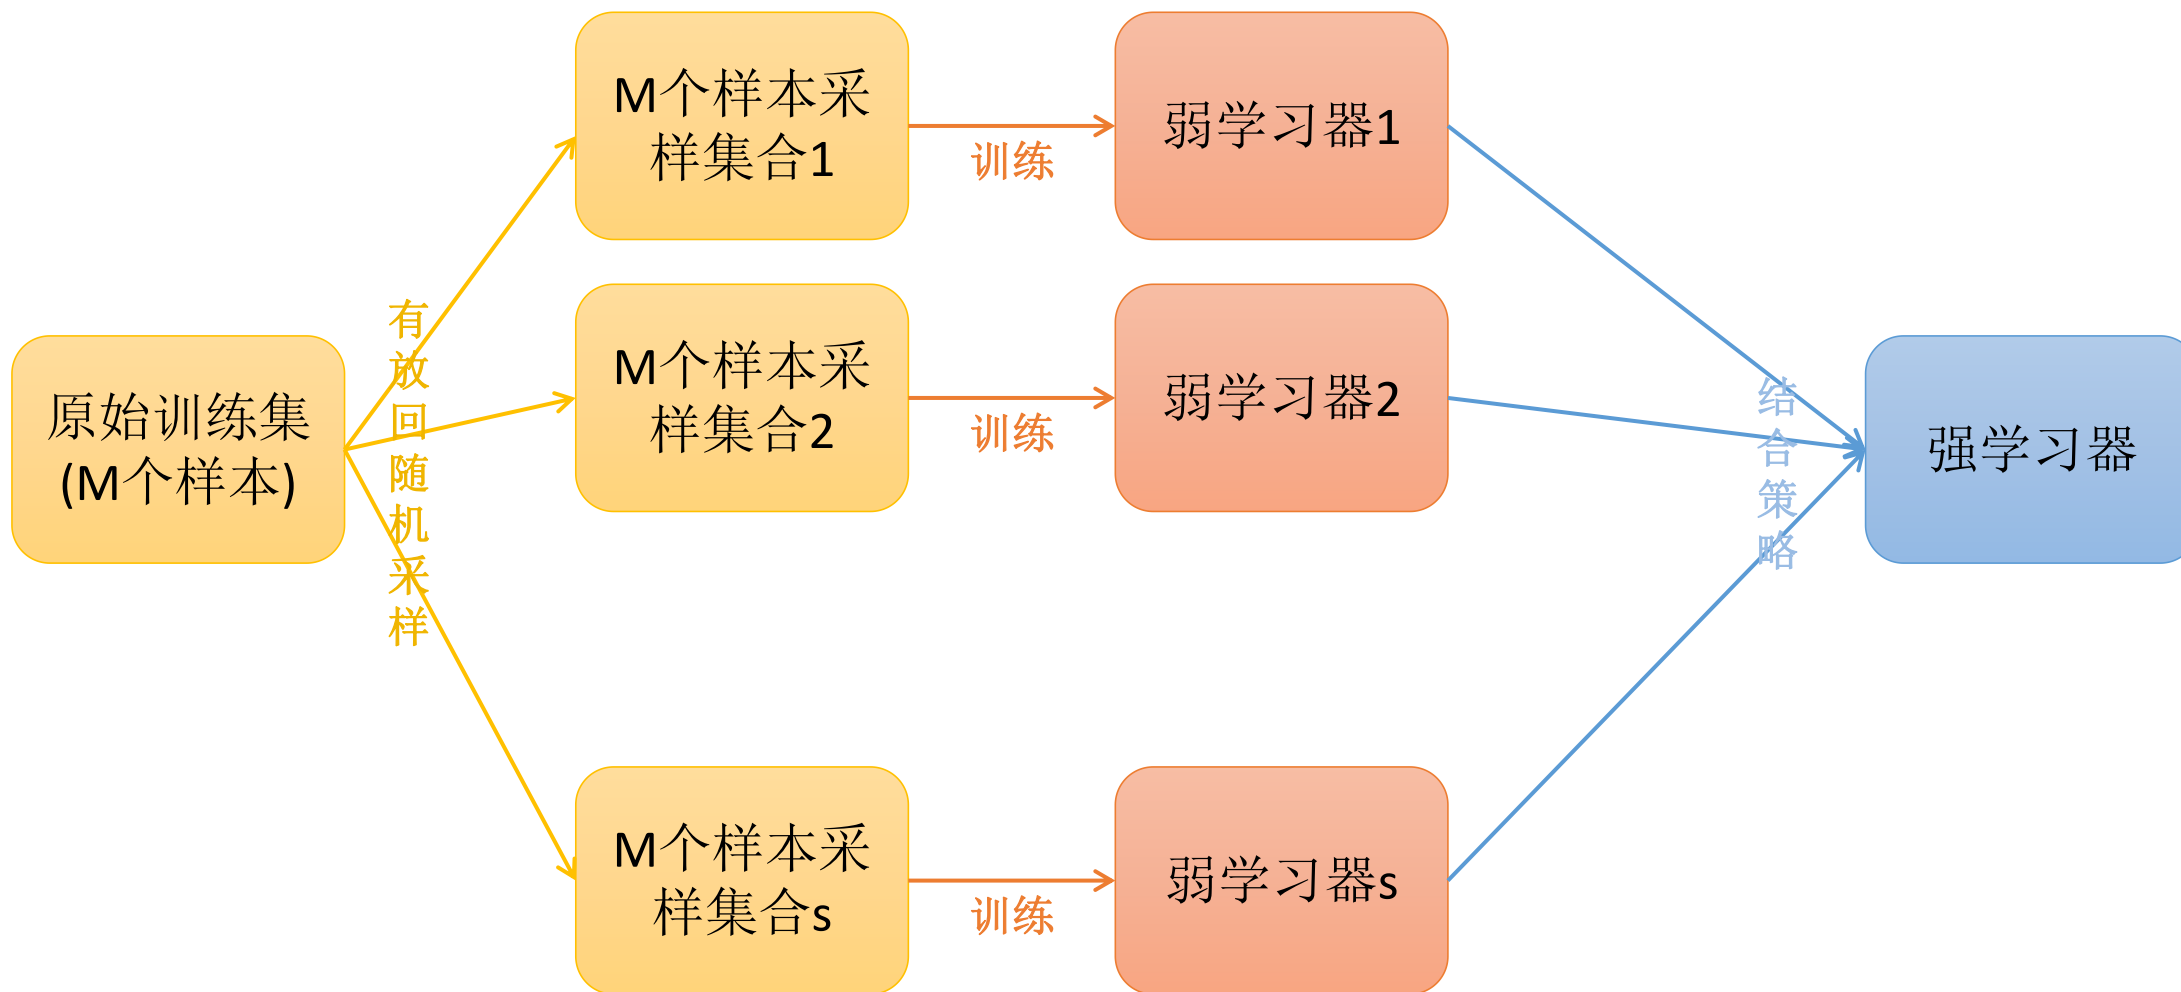 原始训练集
(M个样本)
有放回随机采样
M个样本采
样集合1
训练
弱学习器1
M个样本采
样集合2
训练
弱学习器2
M个样本采
样集合s
训练
弱学习器s
结合策略
强学习器